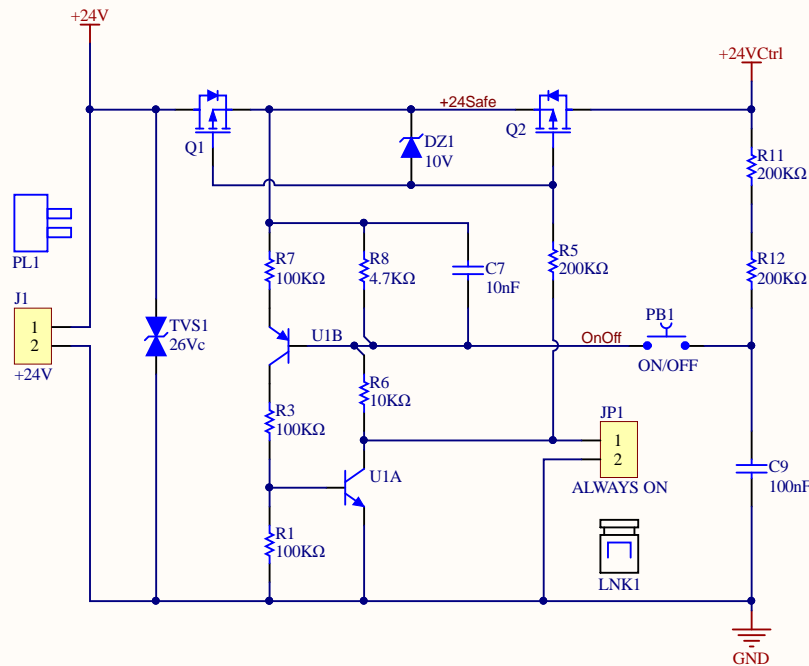 +24V
+24VCtrl
+24Safe
Q1
DZ1
10V
Q2
R11
200KΩ
PL1
R7
100KΩ
R8
4.7KΩ
C7
10nF
R5
200KΩ
R12
200KΩ
J1
1
2
+24V
TVS1
26Vc
U1B
OnOff
PB1
ON/OFF
R6
10KΩ
R3
100KΩ
JP1
1
2
ALWAYS ON
U1A
C9
100nF
R1
100KΩ
LNK1
GND